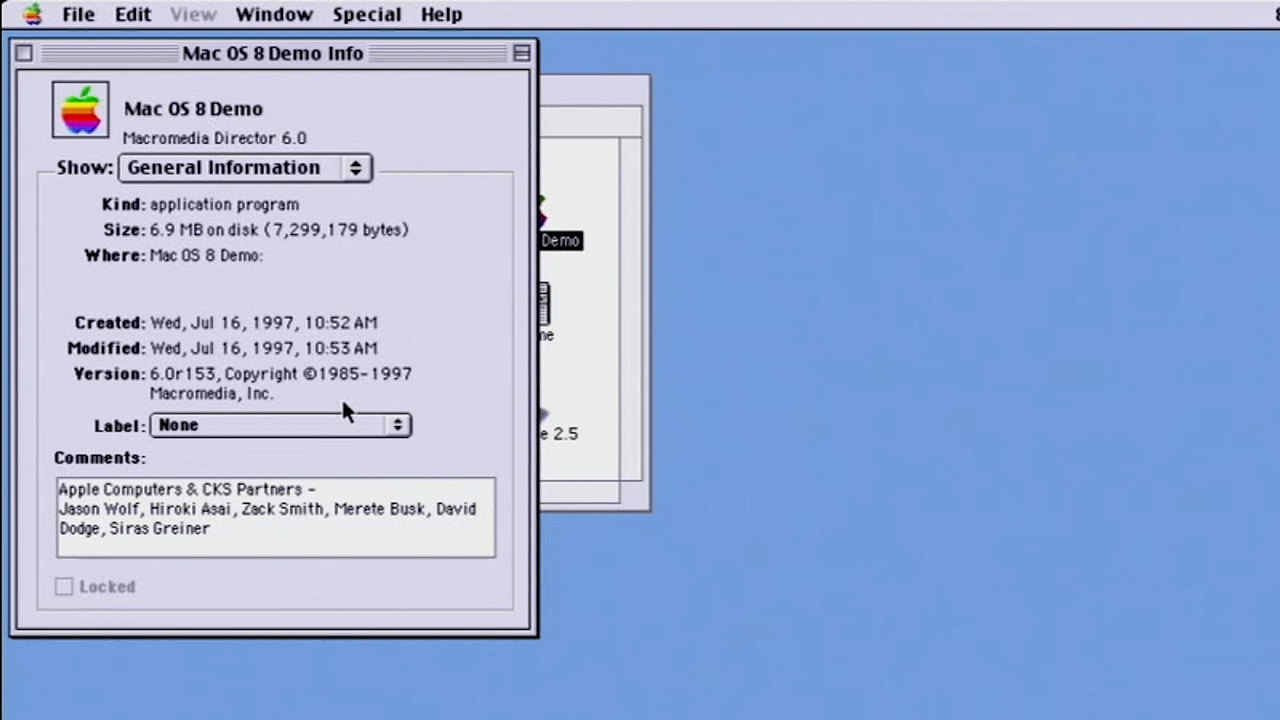 File Edit View Window Special Help
Mac OS 8 Demo Info
Mac OS 8 Demo
Macromedia Director 6.0
Show: General Information
Kind: application program
Size: 6.9 MB on disk (7,299,179 bytes)
Where: Mac OS 8 Demo:
Demo
Created: Wed, Jul 16, 1997, 10:52 AM
Modified: Wed, Jul 16, 1997, 10:53 AM
Version: 6.0r153, Copyright ©1985-1997
Macromedia, Inc.
Label: None
e 2.5
Comments:
Apple Computers & CKS Partners -
Jason Wolf, Hiroki Asai, Zack Smith, Merete Busk, David
Dodge, Siras Greiner
Locked